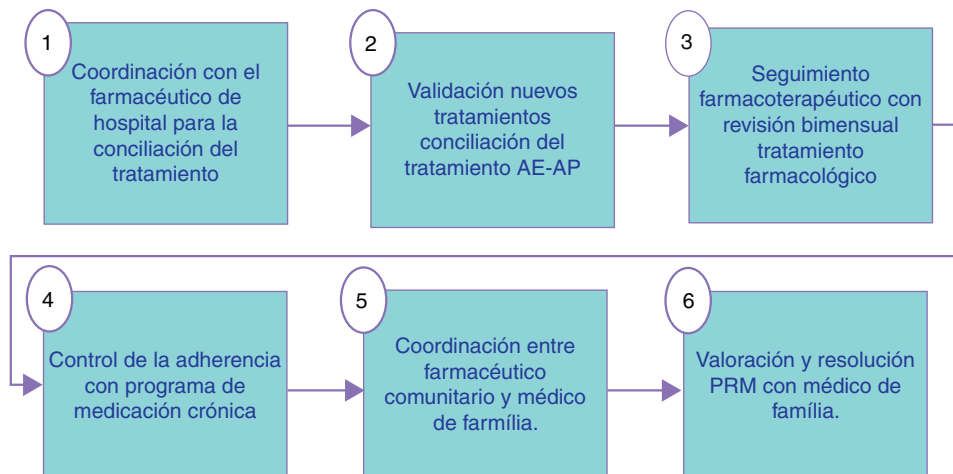 1
Coordinación con el
farmacéutico de
hospital para la
conciliación del
tratamiento
2
Validación nuevos
tratamientos
conciliación del
tratamiento AE-AP
3
Seguimiento
farmacoterapéutico con
revisión bimensual
tratamiento
farmacológico
4
Control de la adherencia
con programa de
medicación crónica
5
Coordinación entre
farmacéutico
comunitario y médico
de farmília.
6
Valoración y resolución
PRM con médico de
família.